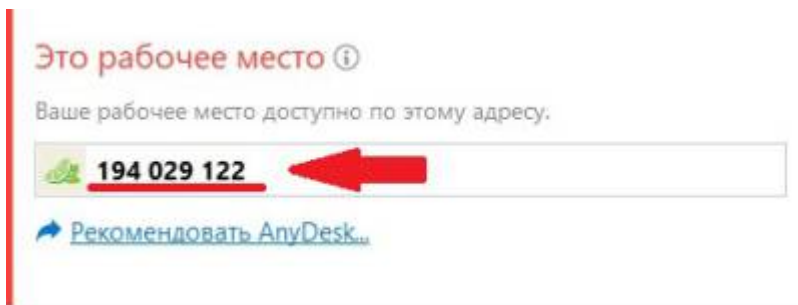 Это рабочее место
Ваше рабочее место доступно по этому адресу.
194 029 122
Рекомендовать AnyDesk...